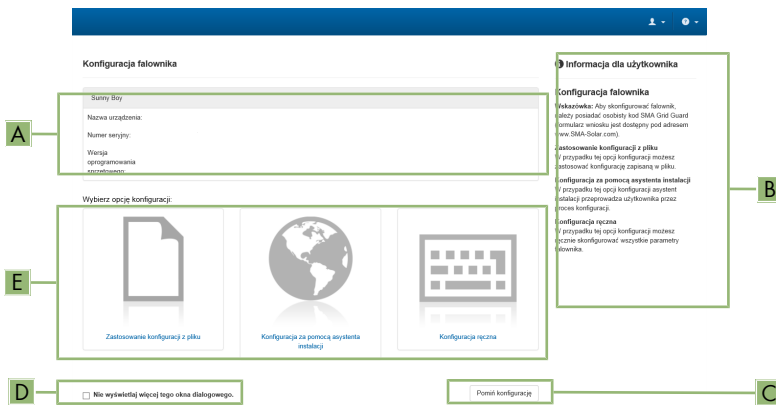 Konfiguracja falownika
Informacja dla użytkownika
Sunny Boy
Nazwa urządzenia:
Numer seryjny:
Wersja
oprogramowania
sprzętowego:
A
Konfiguracja falownika
Wskazówka: Aby skonfigurować falownik,
należy posiadać osobisty kod SMA Grid Guard
(formularz wniosku jest dostępny pod adresem
www.SMA-Solar.com).
Zastosowanie konfiguracji z pliku
W przypadku tej opcji konfiguracji możesz
zastosować konfigurację zapisaną w pliku.
Konfiguracja za pomocą asystenta instalacji
W przypadku tej opcji konfiguracji asystent
instalacji przeprowadza użytkownika przez
proces konfiguracji.
Konfiguracja ręczna
W przypadku tej opcji konfiguracji możesz
ręcznie skonfigurować wszystkie parametry
falownika.
B
Wybierz opcję konfiguracji:
E
Zastosowanie konfiguracji z pliku
Konfiguracja za pomocą asystenta
instalacji
Konfiguracja ręczna
D
Nie wyświetlaj więcej tego okna dialogowego.
Pomiń konfigurację
C